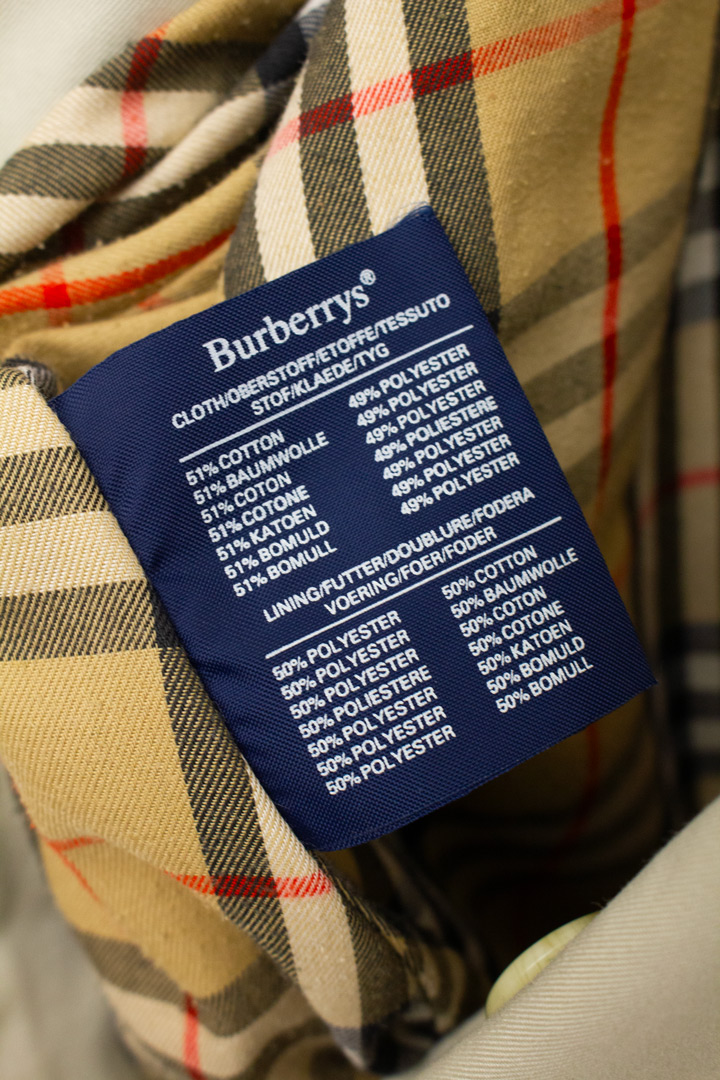 Burberrys®
CLOTH/OBERSTOFF/ETOFFE/TESSUTO
STOF/KLAEDE/TYG
51% COTTON 49% POLYESTER
51% BAUMWOLLE 49% POLYESTER
51% COTON 49% POLYESTER
51% COTONE 49% POLIESTERE
51% KATOEN 49% POLYESTER
51% BOMULD 49% POLYESTER
51% BOMULL 49% POLYESTER
LINING/FUTTER/DOUBLURE/FODERA
VOERING/FOER/FODER
50% POLYESTER 50% COTTON
50% POLYESTER 50% BAUMWOLLE
50% POLYESTER 50% COTON
50% POLIESTERE 50% COTONE
50% POLYESTER 50% KATOEN
50% POLYESTER 50% BOMULD
50% POLYESTER 50% BOMULL